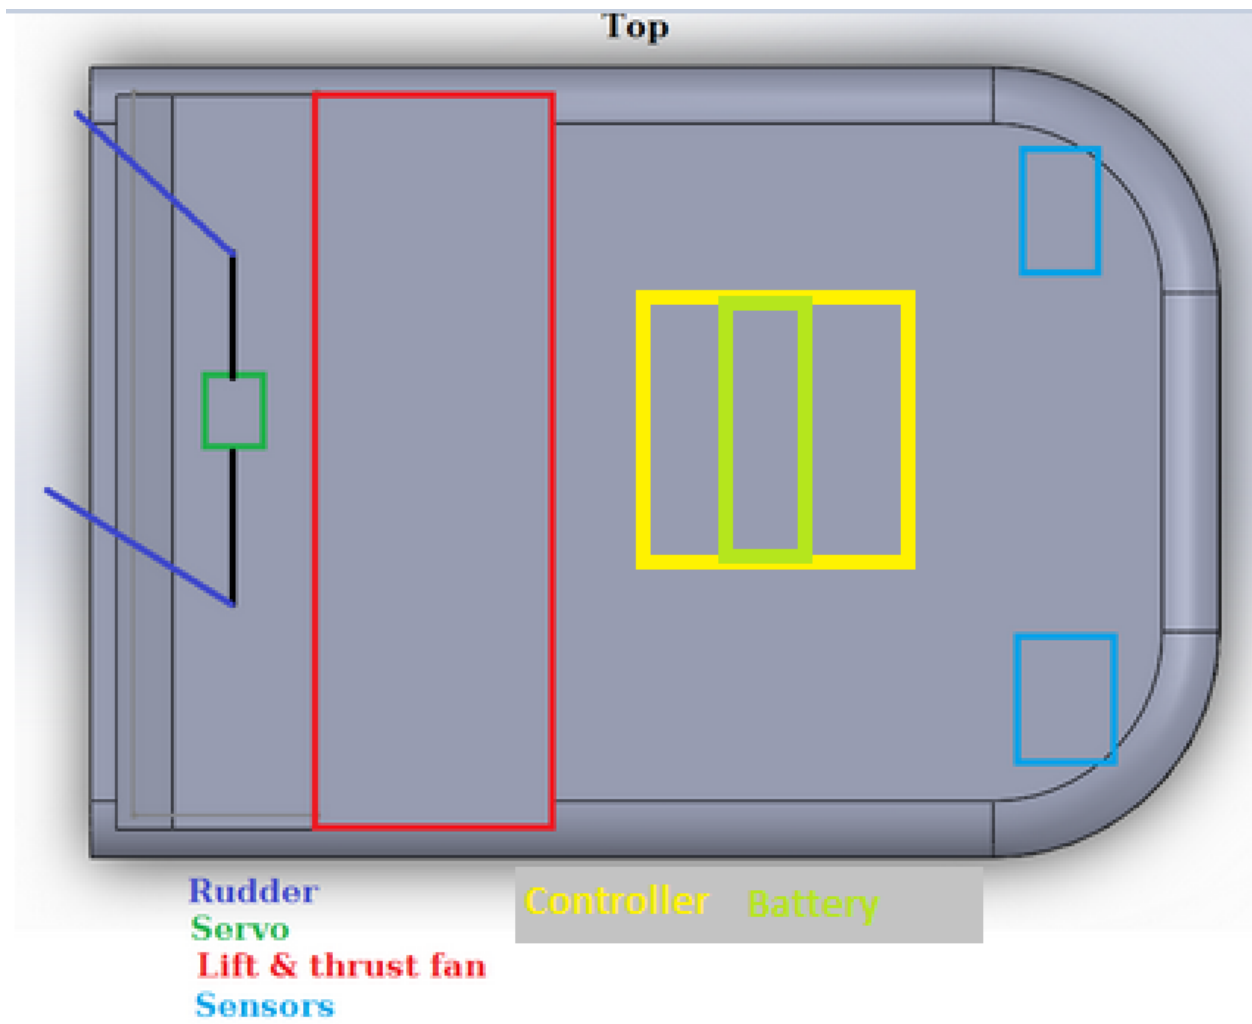 Top
Rudder
Servo
Lift & thrust fan
Sensors
Controller Battery